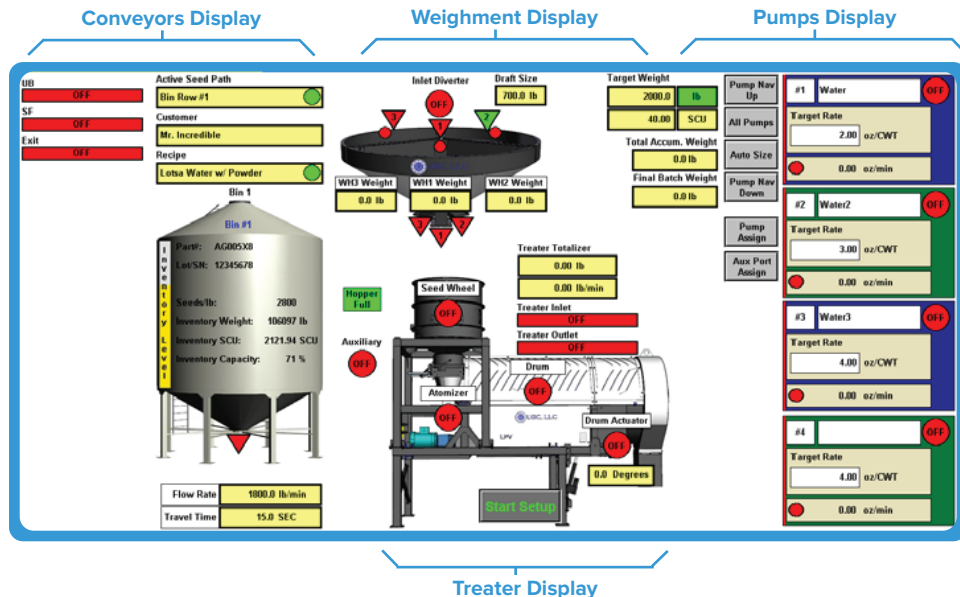 Conveyors Display
Weighment Display
Pumps Display
UB
OFF
SF
OFF
Exit
OFF
Active Seed Path
Bin Row #1
Customer
Mr. Incredible
Recipe
Lotsa Water w/ Powder
Bin 1
Bin #1
Part#: AG005X8
Lot/SN: 12345678
Seeds/lb: 2800
Inventory Weight: 106097 lb
Inventory SCU: 2121.94 SCU
Inventory Capacity: 71 %
Inventory Level
Flow Rate 1800.0 lb/min
Travel Time 15.0 SEC
Inlet Diverter
OFF
Draft Size
700.0 lb
3 1 2
WH3 Weight WH1 Weight WH2 Weight
0.0 lb 0.0 lb 0.0 lb
3 1 2
Target Weight
2000.0 lb
40.00 SCU
Total Accum. Weight
0.0 lb
Final Batch Weight
0.0 lb
Hopper Full
Auxiliary
OFF
Seed Wheel
OFF
Treater Totalizer
0.00 lb
0.00 lb/min
Treater Inlet
OFF
Treater Outlet
OFF
Drum
OFF
Atomizer
OFF
LPV
Drum Actuator
OFF
0.0 Degrees
Start Setup
Pump Nav Up
All Pumps
Auto Size
Pump Nav Down
Pump Assign
Aux Port Assign
#1 Water OFF
Target Rate
2.00 oz/CWT
0.00 oz/min
#2 Water2 OFF
Target Rate
3.00 oz/CWT
0.00 oz/min
#3 Water3 OFF
Target Rate
4.00 oz/CWT
0.00 oz/min
#4 OFF
Target Rate
4.00 oz/CWT
0.00 oz/min
Treater Display